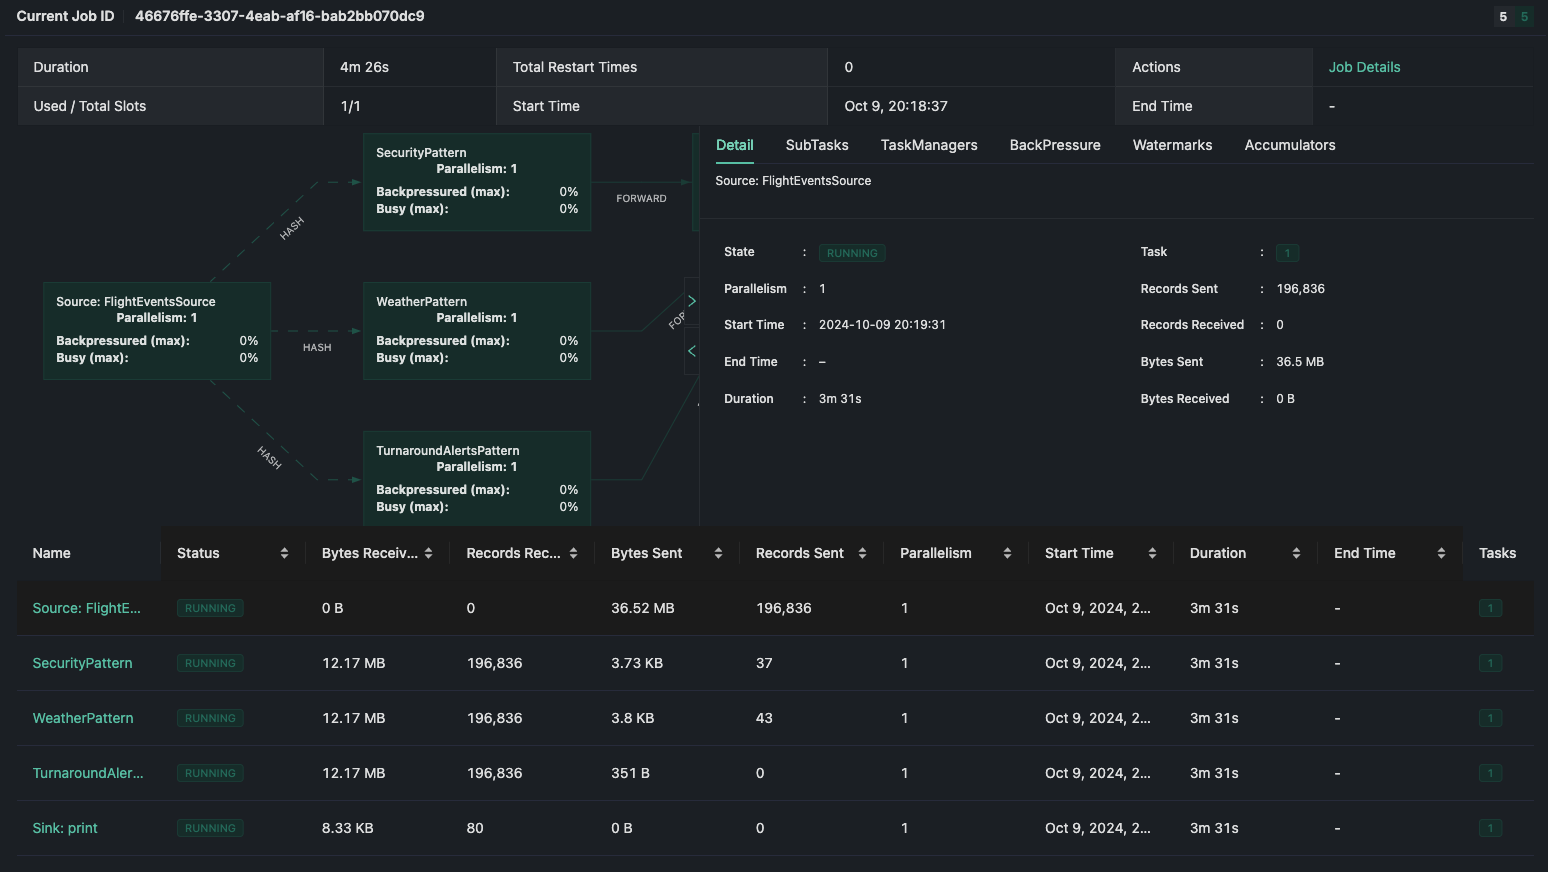 Current Job ID 46676ffe-3307-4eab-af16-bab2bb070dc9 5 5
Duration 4m 26s Total Restart Times 0 Actions Job Details
Used / Total Slots 1/1 Start Time Oct 9, 20:18:37 End Time -
SecurityPattern
Parallelism: 1
Backpressured (max): 0%
Busy (max): 0%
FORWARD
HASH
Source: FlightEventsSource
Parallelism: 1
Backpressured (max): 0%
Busy (max): 0%
HASH
WeatherPattern
Parallelism: 1
Backpressured (max): 0%
Busy (max): 0%
FOR
HASH
TurnaroundAlertsPattern
Parallelism: 1
Backpressured (max): 0%
Busy (max): 0%
Detail SubTasks TaskManagers BackPressure Watermarks Accumulators
Source: FlightEventsSource
State : RUNNING Task : 1
Parallelism : 1 Records Sent : 196,836
Start Time : 2024-10-09 20:19:31 Records Received : 0
End Time : – Bytes Sent : 36.5 MB
Duration : 3m 31s Bytes Received : 0 B
Name Status Bytes Receiv... Records Rec... Bytes Sent Records Sent Parallelism Start Time Duration End Time Tasks
Source: FlightE... RUNNING 0 B 0 36.52 MB 196,836 1 Oct 9, 2024, 2... 3m 31s - 1
SecurityPattern RUNNING 12.17 MB 196,836 3.73 KB 37 1 Oct 9, 2024, 2... 3m 31s - 1
WeatherPattern RUNNING 12.17 MB 196,836 3.8 KB 43 1 Oct 9, 2024, 2... 3m 31s - 1
TurnaroundAler... RUNNING 12.17 MB 196,836 351 B 0 1 Oct 9, 2024, 2... 3m 31s - 1
Sink: print RUNNING 8.33 KB 80 0 B 0 1 Oct 9, 2024, 2... 3m 31s - 1